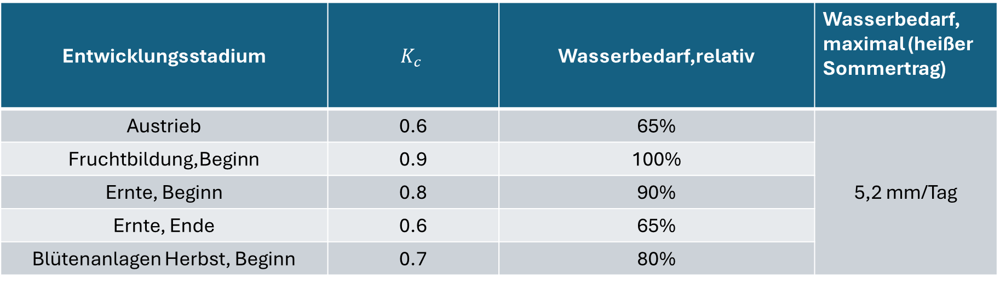 Entwicklungsstadium
K_c
Wasserbedarf,relativ
Wasserbedarf,
maximal (heißer
Sommertrag)
Austrieb
0.6
65%
Fruchtbildung,Beginn
0.9
100%
Ernte, Beginn
0.8
90%
5,2 mm/Tag
Ernte, Ende
0.6
65%
Blütenanlagen Herbst, Beginn
0.7
80%